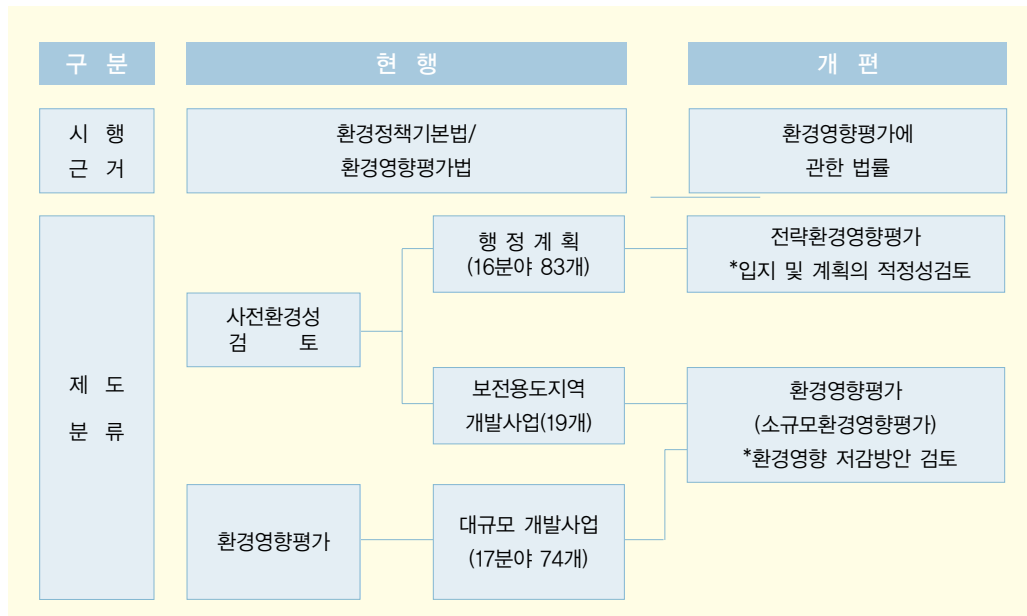 구 분
현 행
개 편
시 행
근 거
환경정책기본법/
환경영향평가법
환경영향평가에
관한 법률
제 도
분 류
사전환경성
검 토
행 정 계 획
(16분야 83개)
전략환경영향평가
*입지 및 계획의 적정성검토
보전용도지역
개발사업(19개)
환경영향평가
(소규모환경영향평가)
*환경영향 저감방안 검토
환경영향평가
대규모 개발사업
(17분야 74개)